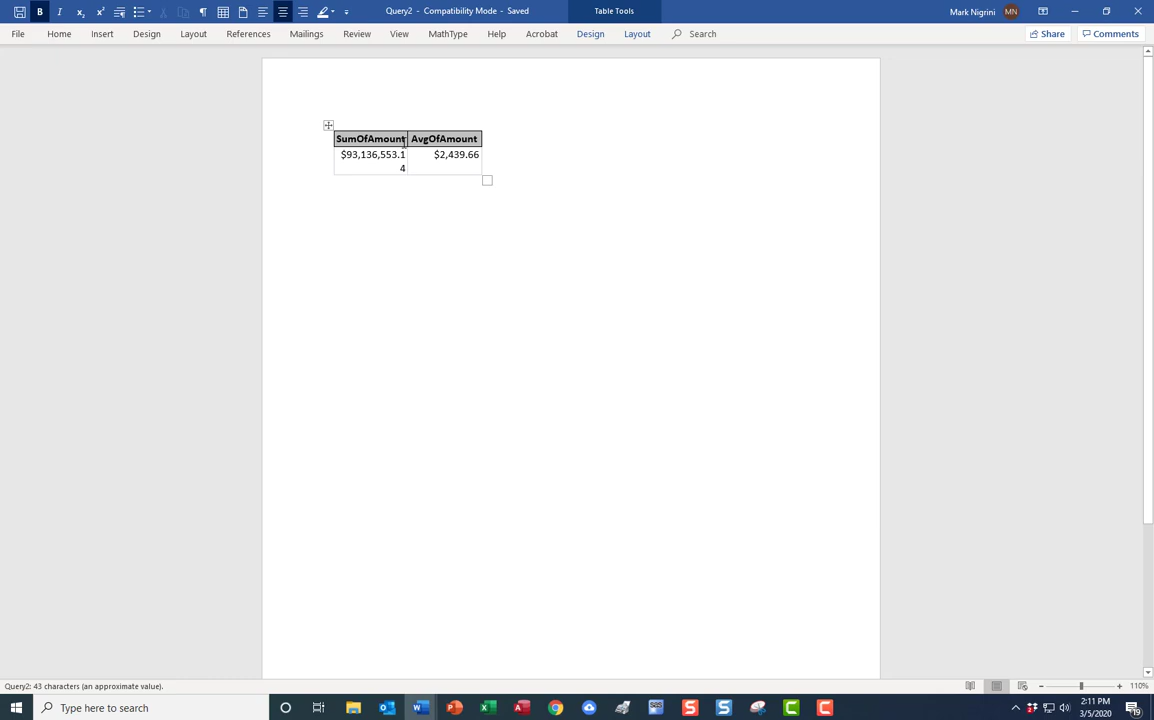 Query2 - Compatibility Mode - Saved
Table Tools
Mark Nigrini MN
File Home Insert Design Layout References Mailings Review View MathType Help Acrobat Design Layout Search Share Comments
SumOfAmount AvgOfAmount
$93,136,553.1 $2,439.66
4
Query2: 43 characters (an approximate value). 110%
Type here to search
2:11 PM
3/5/2020
19